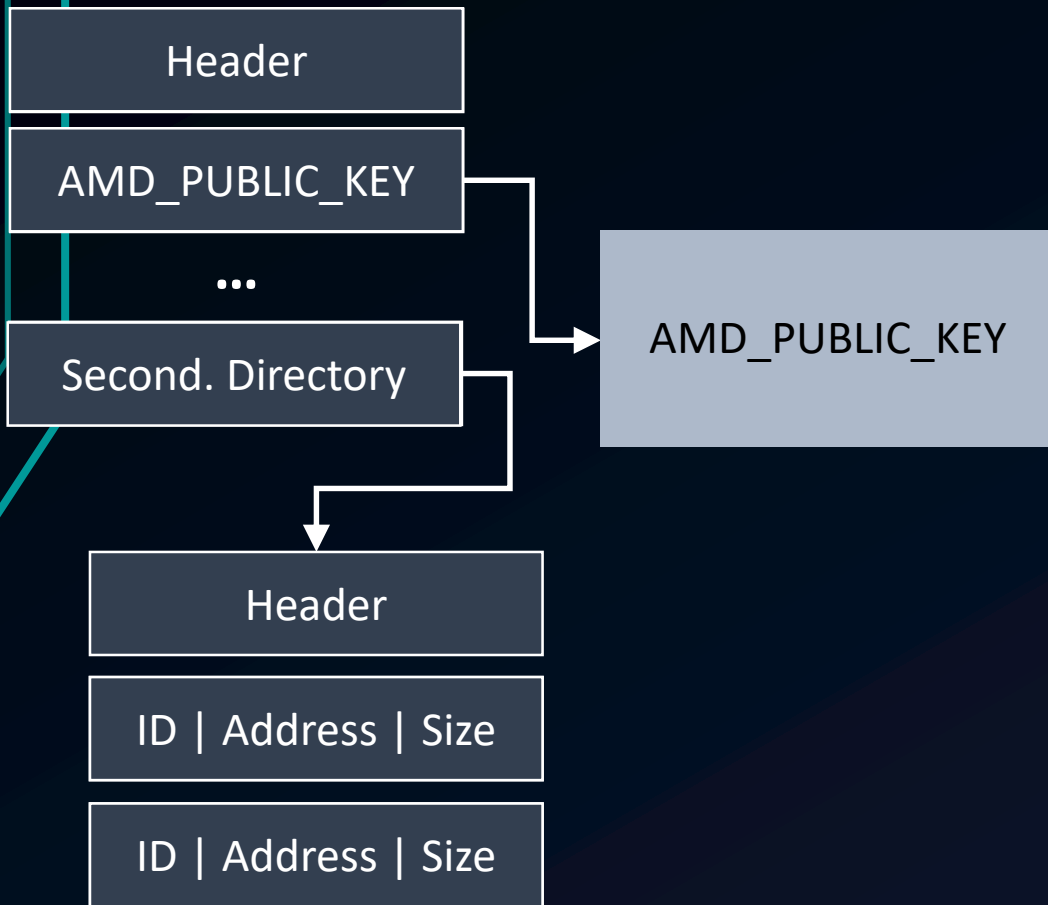 Header
AMD_PUBLIC_KEY
...
Second. Directory
AMD_PUBLIC_KEY
Header
ID | Address | Size
ID | Address | Size